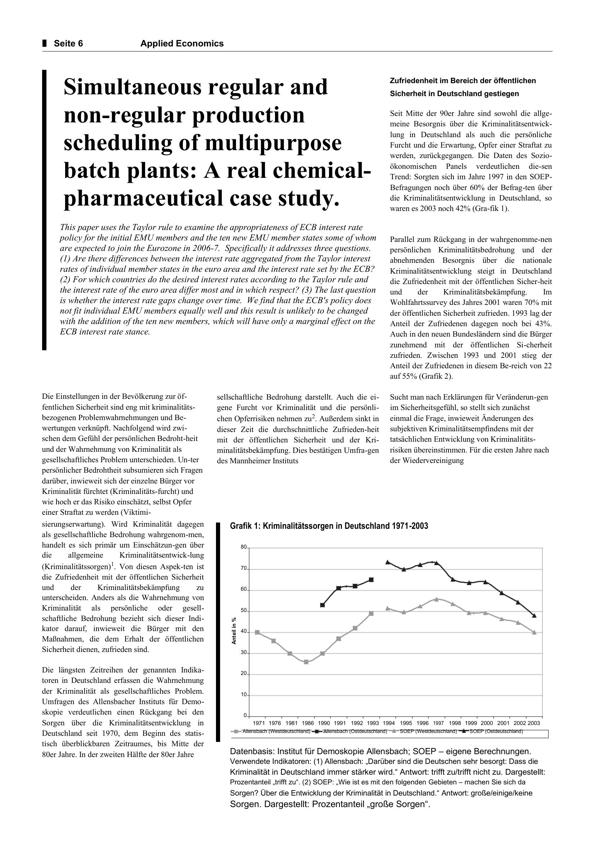 Seite 6
Applied Economics
Simultaneous regular and
non-regular production
scheduling of multipurpose
batch plants: A real chemical-
pharmaceutical case study.
This paper uses the Taylor rule to examine the appropriateness of ECB interest rate
policy for the initial EMU members and the ten new EMU member states some of whom
are expected to join the Eurozone in 2006-7. Specifically it addresses three questions.
(1) Are there differences between the interest rate aggregated from the Taylor interest
rates of individual member states in the euro area and the interest rate set by the ECB?
(2) For which countries do the desired interest rates according to the Taylor rule and
the interest rate of the euro area differ most and in which respect? (3) The last question
is whether the interest rate gaps change over time. We find that the ECB's policy does
not fit individual EMU members equally well and this result is unlikely to be changed
with the addition of the ten new members, which will have only a marginal effect on the
ECB interest rate stance.
Zufriedenheit im Bereich der öffentlichen
Sicherheit in Deutschland gestiegen
Seit Mitte der 90er Jahre sind sowohl die allge-
meine Besorgnis über die Kriminalitätsentwick-
lung in Deutschland als auch die persönliche
Furcht und die Erwartung, Opfer einer Straftat zu
werden, zurückgegangen. Die Daten des Sozio-
ökonomischen Panels verdeutlichen die-sen
Trend: Sorgten sich im Jahre 1997 in den SOEP-
Befragungen noch über 60% der Befrag-ten über
die Kriminalitätsentwicklung in Deutschland, so
waren es 2003 noch 42% (Gra-fik 1).
Parallel zum Rückgang in der wahrgenomme-nen
persönlichen Kriminalitätsbedrohung und der
abnehmenden Besorgnis über die nationale
Kriminalitätsentwicklung steigt in Deutschland
die Zufriedenheit mit der öffentlichen Sicher-heit
und der Kriminalitätsbekämpfung. Im
Wohlfahrtssurvey des Jahres 2001 waren 70% mit
der öffentlichen Sicherheit zufrieden. 1993 lag der
Anteil der Zufriedenen dagegen noch bei 43%.
Auch in den neuen Bundesländern sind die Bürger
zunehmend mit der öffentlichen Si-cherheit
zufrieden. Zwischen 1993 und 2001 stieg der
Anteil der Zufriedenen in diesem Be-reich von 22
auf 55% (Grafik 2).
Die Einstellungen in der Bevölkerung zur öf-
fentlichen Sicherheit sind eng mit kriminalitäts-
bezogenen Problemwahrnehmungen und Be-
wertungen verknüpft. Nachfolgend wird zwi-
schen dem Gefühl der persönlichen Bedroht-heit
und der Wahrnehmung von Kriminalität als
gesellschaftliches Problem unterschieden. Un-ter
persönlicher Bedrohtheit subsumieren sich Fragen
darüber, inwieweit sich der einzelne Bürger vor
Kriminalität fürchtet (Kriminalitäts-furcht) und
wie hoch er das Risiko einschätzt, selbst Opfer
einer Straftat zu werden (Viktimi-
sierungserwartung). Wird Kriminalität dagegen
als gesellschaftliche Bedrohung wahrgenom-men,
handelt es sich primär um Einschätzun-gen über
die allgemeine Kriminalitätsentwick-lung
(Kriminalitätssorgen)1. Von diesen Aspek-ten ist
die Zufriedenheit mit der öffentlichen Sicherheit
und der Kriminalitätsbekämpfung zu
unterscheiden. Anders als die Wahrnehmung von
Kriminalität als persönliche oder gesell-
schaftliche Bedrohung bezieht sich dieser Indi-
kator darauf, inwieweit die Bürger mit den
Maßnahmen, die dem Erhalt der öffentlichen
Sicherheit dienen, zufrieden sind.
Die längsten Zeitreihen der genannten Indika-
toren in Deutschland erfassen die Wahrnehmung
der Kriminalität als gesellschaftliches Problem.
Umfragen des Allensbacher Instituts für Demo-
skopie verdeutlichen einen Rückgang bei den
Sorgen über die Kriminalitätsentwicklung in
Deutschland seit 1970, dem Beginn des statis-
tisch überblickbaren Zeitraumes, bis Mitte der
80er Jahre. In der zweiten Hälfte der 80er Jahre
sellschaftliche Bedrohung darstellt. Auch die ei-
gene Furcht vor Kriminalität und die persönli-
chen Opferrisiken nehmen zu2. Außerdem sinkt in
dieser Zeit die durchschnittliche Zufrieden-heit
mit der öffentlichen Sicherheit und der Kri-
minalitätsbekämpfung. Dies bestätigen Umfra-gen
des Mannheimer Instituts
Sucht man nach Erklärungen für Veränderun-gen
im Sicherheitsgefühl, so stellt sich zunächst
einmal die Frage, inwieweit Änderungen des
subjektiven Kriminalitätsempfindens mit der
tatsächlichen Entwicklung von Kriminalitäts-
risiken übereinstimmen. Für die ersten Jahre nach
der Wiedervereinigung
Grafik 1: Kriminalitätssorgen in Deutschland 1971-2003
Anteil in %
80
70
60
50
40
30
20
10
0
1971 1976 1981 1986 1990 1991 1992 1993 1994 1995 1996 1997 1998 1999 2000 2001 2002 2003
Allensbach (Westdeutschland) Allensbach (Ostdeutschland) SOEP (Westdeutschland) SOEP (Ostdeutschland)
Datenbasis: Institut für Demoskopie Allensbach; SOEP – eigene Berechnungen.
Verwendete Indikatoren: (1) Allensbach: „Darüber sind die Deutschen sehr besorgt: Dass die
Kriminalität in Deutschland immer stärker wird.“ Antwort: trifft zu/trifft nicht zu. Dargestellt:
Prozentanteil „trifft zu“. (2) SOEP: „Wie ist es mit den folgenden Gebieten – machen Sie sich da
Sorgen? Über die Entwicklung der Kriminalität in Deutschland.“ Antwort: große/einige/keine
Sorgen. Dargestellt: Prozentanteil „große Sorgen“.